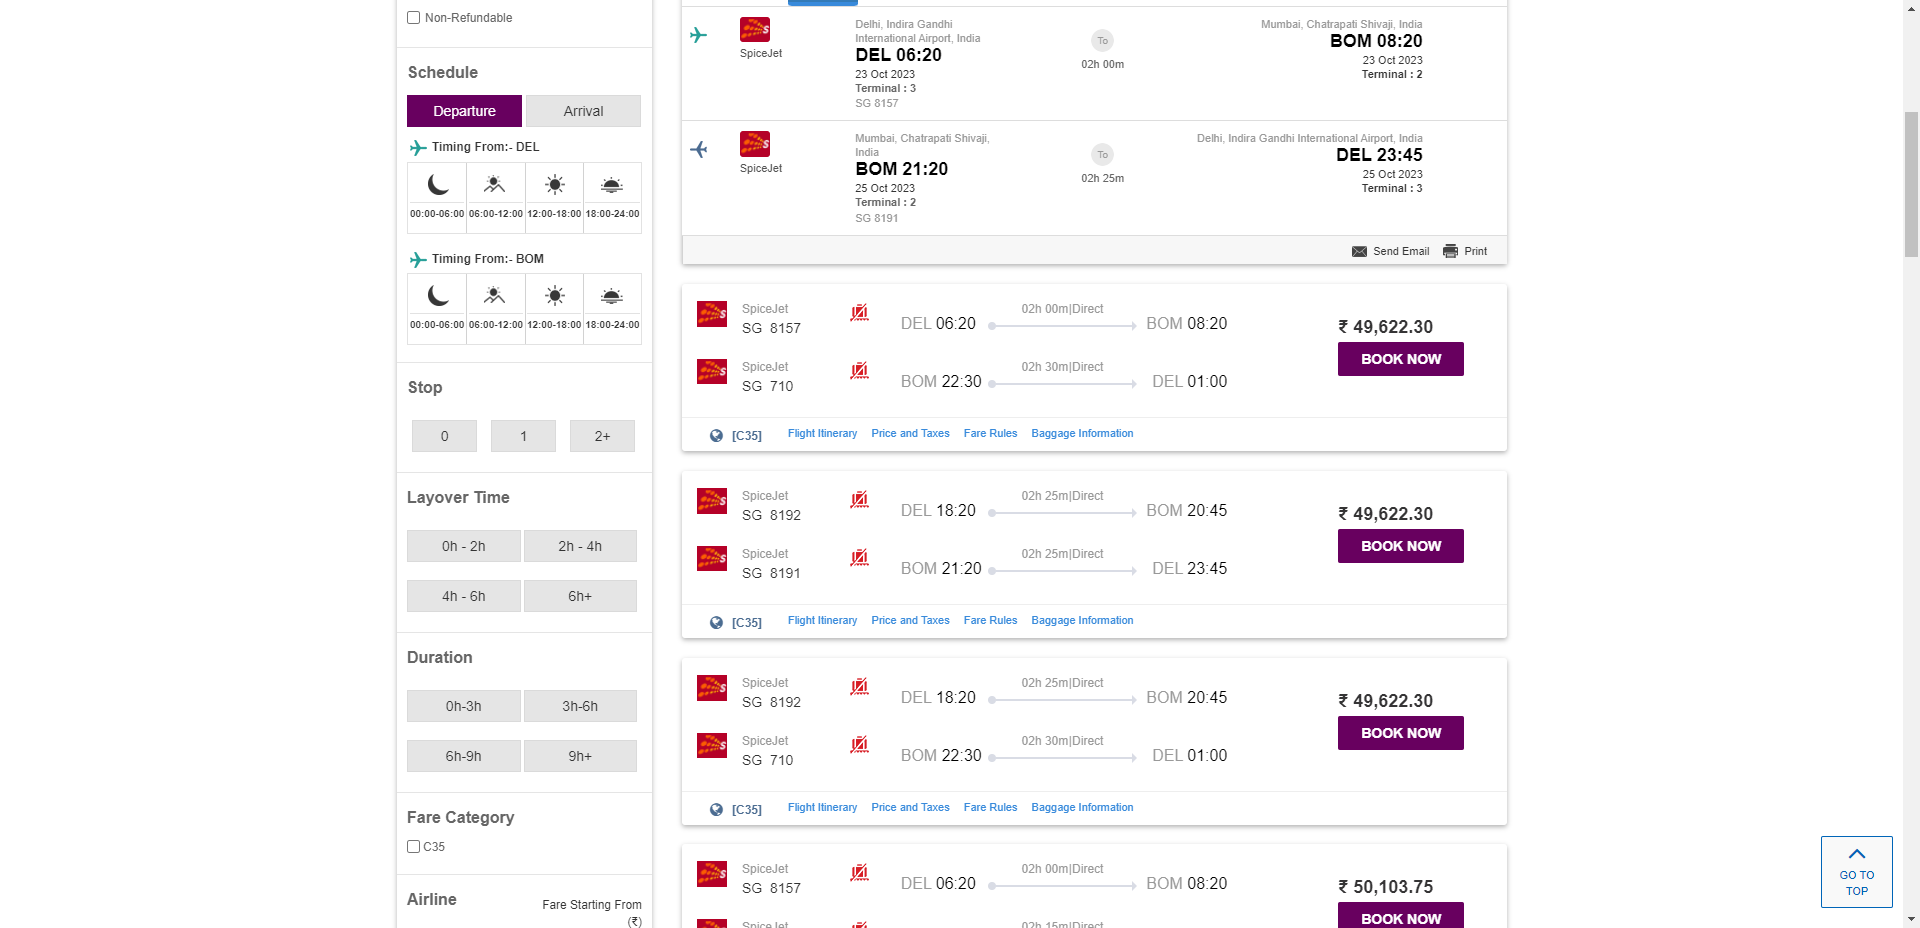 Non-Refundable
Schedule
Departure
Arrival
Timing From:- DEL
00:00-06:00
06:00-12:00
12:00-18:00
18:00-24:00
Timing From:- BOM
00:00-06:00
06:00-12:00
12:00-18:00
18:00-24:00
Stop
0
1
2+
Layover Time
0h - 2h
2h - 4h
4h - 6h
6h+
Duration
0h-3h
3h-6h
6h-9h
9h+
Fare Category
C35
Airline
Fare Starting From
(₹)
SpiceJet
Delhi, Indira Gandhi
International Airport, India
DEL 06:20
23 Oct 2023
Terminal : 3
SG 8157
To
02h 00m
Mumbai, Chatrapati Shivaji, India
BOM 08:20
23 Oct 2023
Terminal : 2
SpiceJet
Mumbai, Chatrapati Shivaji,
India
BOM 21:20
25 Oct 2023
Terminal : 2
SG 8191
To
02h 25m
Delhi, Indira Gandhi International Airport, India
DEL 23:45
25 Oct 2023
Terminal : 3
Send Email
Print
SpiceJet
SG 8157
DEL 06:20
02h 00m|Direct
BOM 08:20
SpiceJet
SG 710
BOM 22:30
02h 30m|Direct
DEL 01:00
₹ 49,622.30
BOOK NOW
[C35]
Flight Itinerary
Price and Taxes
Fare Rules
Baggage Information
SpiceJet
SG 8192
DEL 18:20
02h 25m|Direct
BOM 20:45
SpiceJet
SG 8191
BOM 21:20
02h 25m|Direct
DEL 23:45
₹ 49,622.30
BOOK NOW
[C35]
Flight Itinerary
Price and Taxes
Fare Rules
Baggage Information
SpiceJet
SG 8192
DEL 18:20
02h 25m|Direct
BOM 20:45
SpiceJet
SG 710
BOM 22:30
02h 30m|Direct
DEL 01:00
₹ 49,622.30
BOOK NOW
[C35]
Flight Itinerary
Price and Taxes
Fare Rules
Baggage Information
SpiceJet
SG 8157
DEL 06:20
02h 00m|Direct
BOM 08:20
SpiceJet
02h 15m|Direct
₹ 50,103.75
BOOK NOW
GO TO
TOP